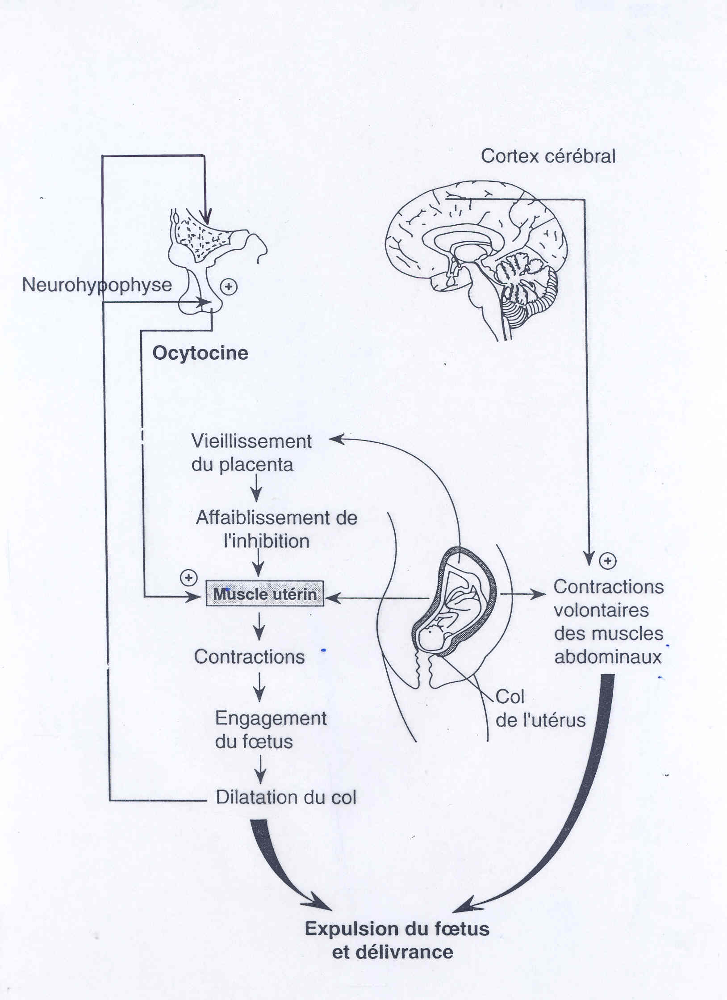 Cortex cérébral
Neurohypophyse
+
Ocytocine
Vieillissement
du placenta
Affaiblissement de
l'inhibition
+
Muscle utérin
+
Contractions
volontaires
des muscles
abdominaux
Contractions
Col
de l'utérus
Engagement
du fœtus
Dilatation du col
Expulsion du fœtus
et délivrance